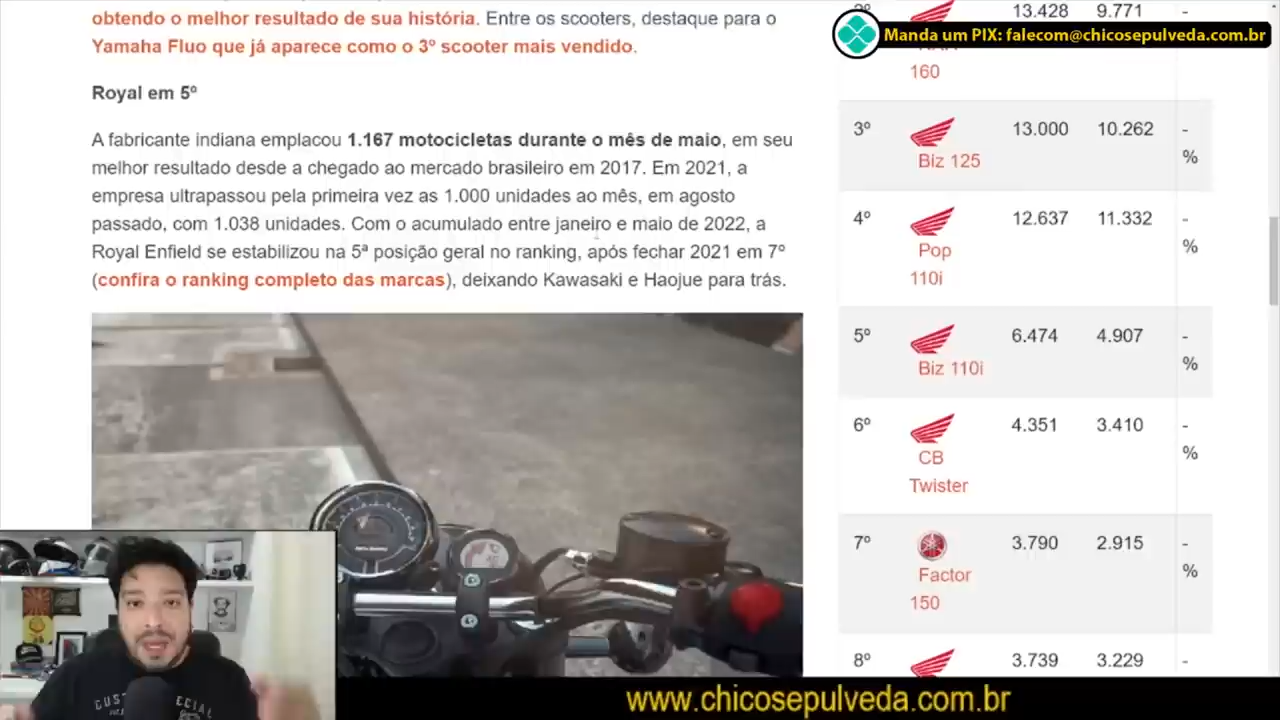 obtendo o melhor resultado de sua história. Entre os scooters, destaque para o
Yamaha Fluo que já aparece como o 3º scooter mais vendido.
Royal em 5º
A fabricante indiana emplacou 1.167 motocicletas durante o mês de maio, em seu
melhor resultado desde a chegado ao mercado brasileiro em 2017. Em 2021, a
empresa ultrapassou pela primeira vez as 1.000 unidades ao mês, em agosto
passado, com 1.038 unidades. Com o acumulado entre janeiro e maio de 2022, a
Royal Enfield se estabilizou na 5ª posição geral no ranking, após fechar 2021 em 7º
(confira o ranking completo das marcas), deixando Kawasaki e Haojue para trás.
13.428 9.771 -
Manda um PIX: falecom@chicosepulveda.com.br
160
3º Biz 125 13.000 10.262 - %
4º Pop 110i 12.637 11.332 - %
5º Biz 110i 6.474 4.907 - %
6º CB Twister 4.351 3.410 - %
7º Factor 150 3.790 2.915 - %
8º 3.739 3.229 -
www.chicosepulveda.com.br